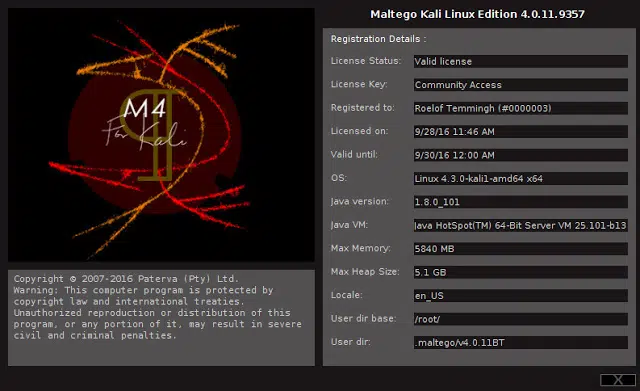 Maltego Kali Linux Edition 4.0.11.9357
M4
For Kali
Registration Details :
License Status: Valid license
License Key: Community Access
Registered to: Roelof Temmingh (#0000003)
Licensed on: 9/28/16 11:46 AM
Valid until: 9/30/16 12:00 AM
OS: Linux 4.3.0-kali1-amd64 x64
Java version: 1.8.0_101
Java VM: Java HotSpot(TM) 64-Bit Server VM 25.101-b13
Max Memory: 5840 MB
Max Heap Size: 5.1 GB
Locale: en_US
User dir base: /root/
User dir: .maltego/v4.0.11BT
Copyright © 2007-2016 Paterva (Pty) Ltd.
Warning: This computer program is protected by
copyright law and international treaties.
Unauthorized reproduction or distribution of this
program, or any portion of it, may result in severe
civil and criminal penalties.
X